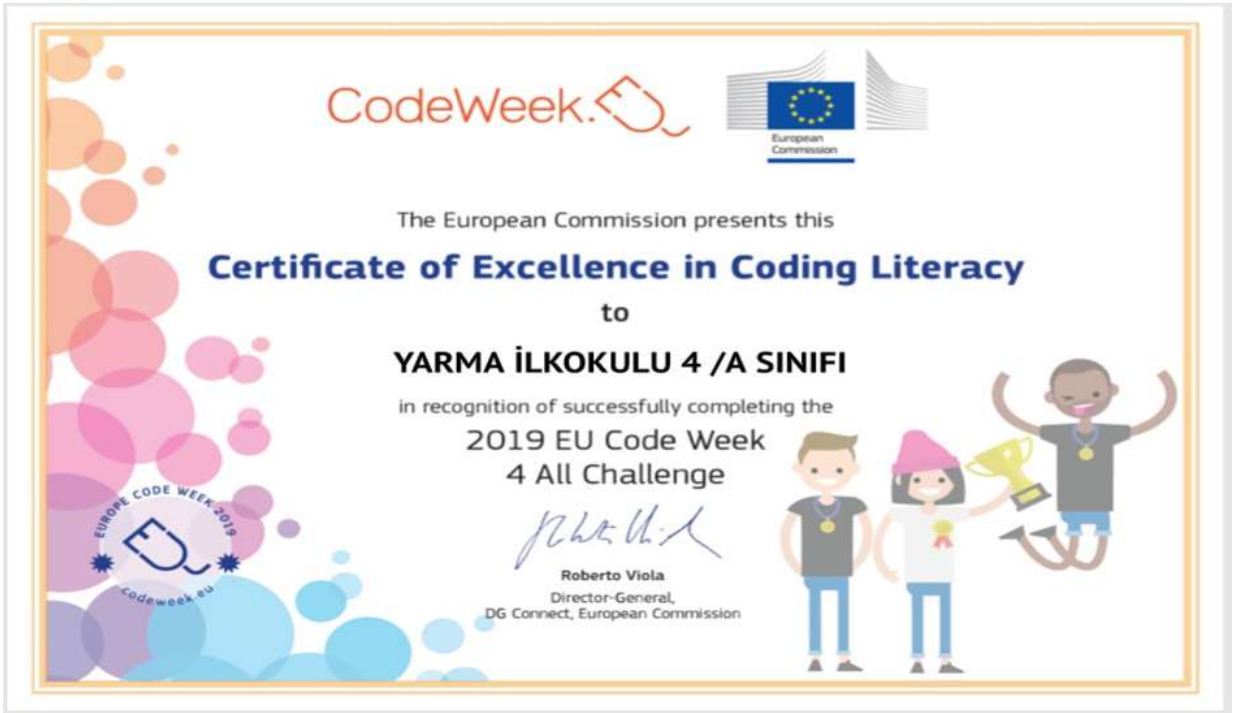 CodeWeek.EU
European
Commission
The European Commission presents this
Certificate of Excellence in Coding Literacy
to
YARMA İLKOKULU 4 /A SINIFI
in recognition of successfully completing the
2019 EU Code Week
4 All Challenge
Roberto Viola
Director-General,
DG Connect, European Commission
EUROPE CODE WEEK 2019
codeweek.eu